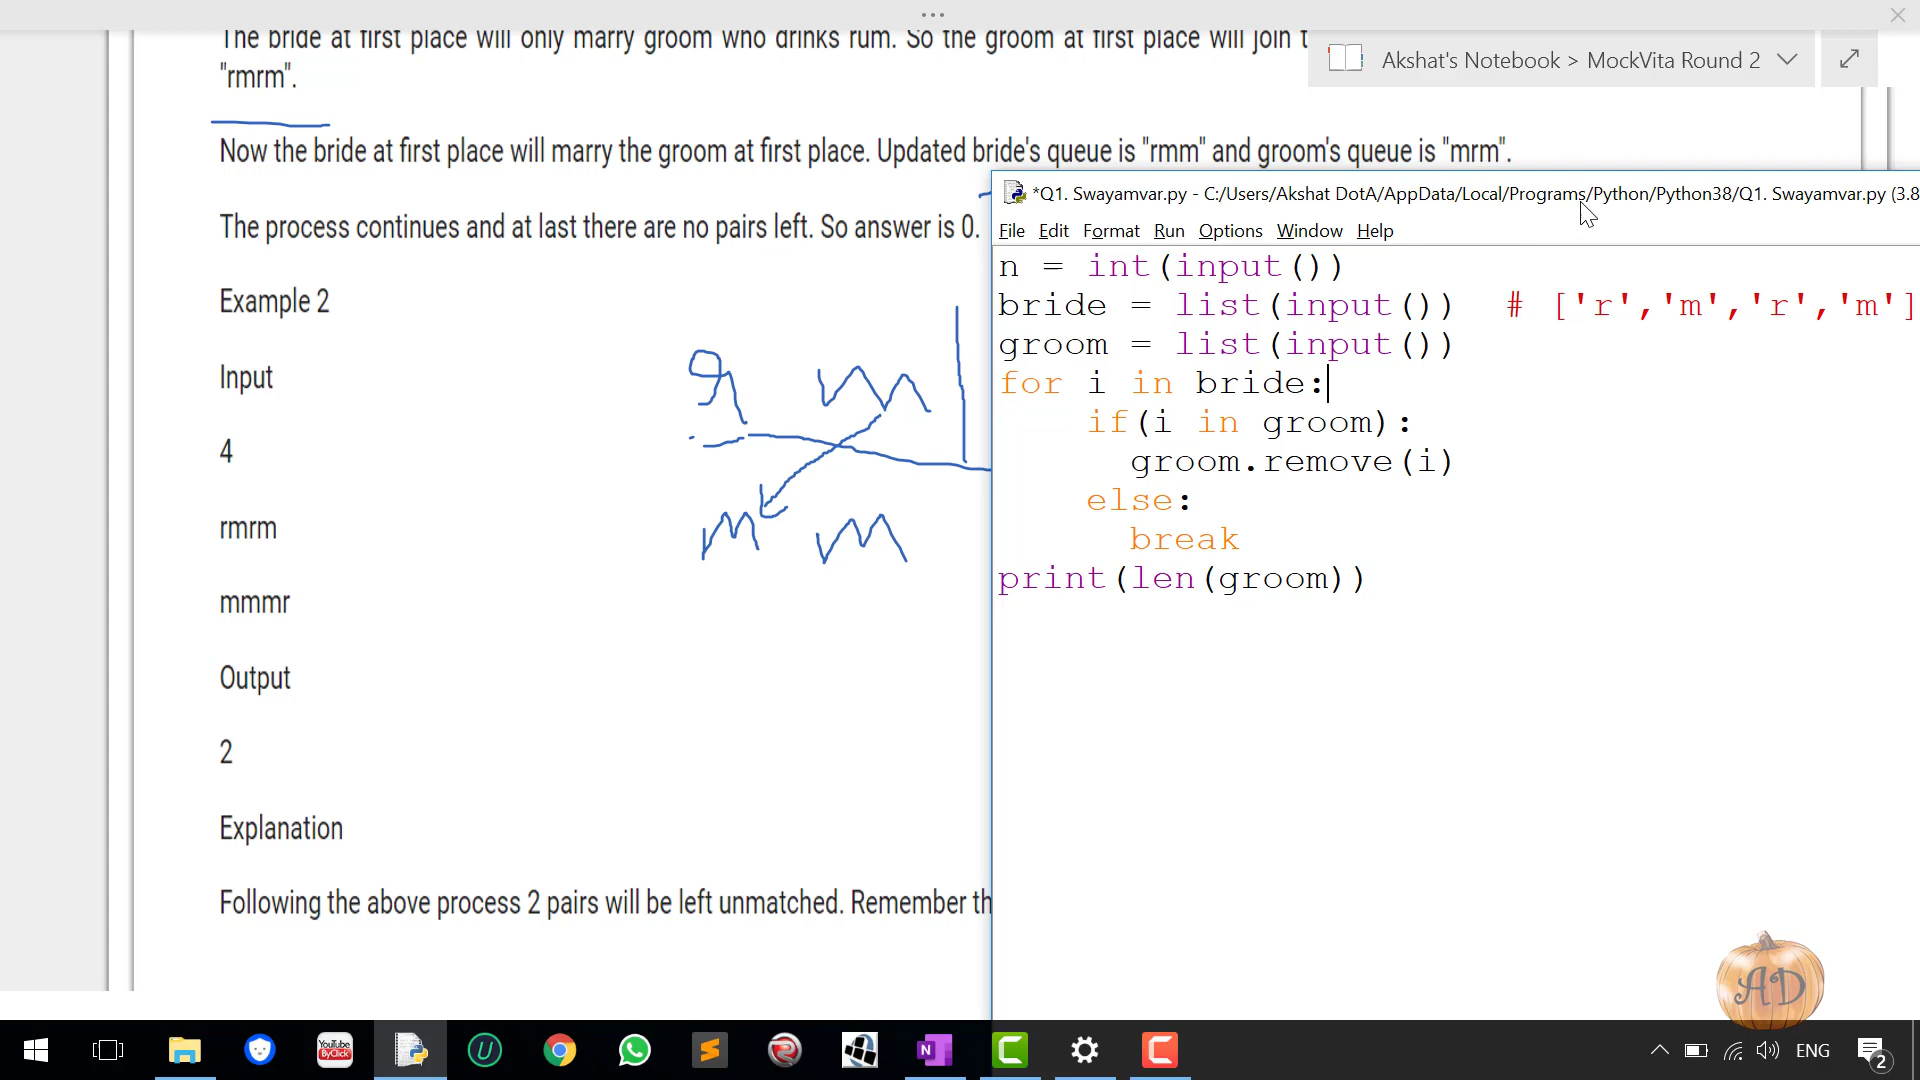 The bride at first place will only marry groom who drinks rum. So the groom at first place will join t
"rmrm".
Akshat's Notebook > MockVita Round 2
Now the bride at first place will marry the groom at first place. Updated bride's queue is "rmm" and groom's queue is "mrm".
The process continues and at last there are no pairs left. So answer is 0.
Example 2
Input
4
rmrm
mmmr
Output
2
Explanation
Following the above process 2 pairs will be left unmatched. Remember th
r m
m m
*Q1. Swayamvar.py - C:/Users/Akshat DotA/AppData/Local/Programs/Python/Python38/Q1. Swayamvar.py (3.8
File Edit Format Run Options Window Help
n = int(input())
bride = list(input()) # ['r','m','r','m']
groom = list(input())
for i in bride:
if(i in groom):
groom.remove(i)
else:
break
print(len(groom))
AD
YouTube
ByClick
ENG
2